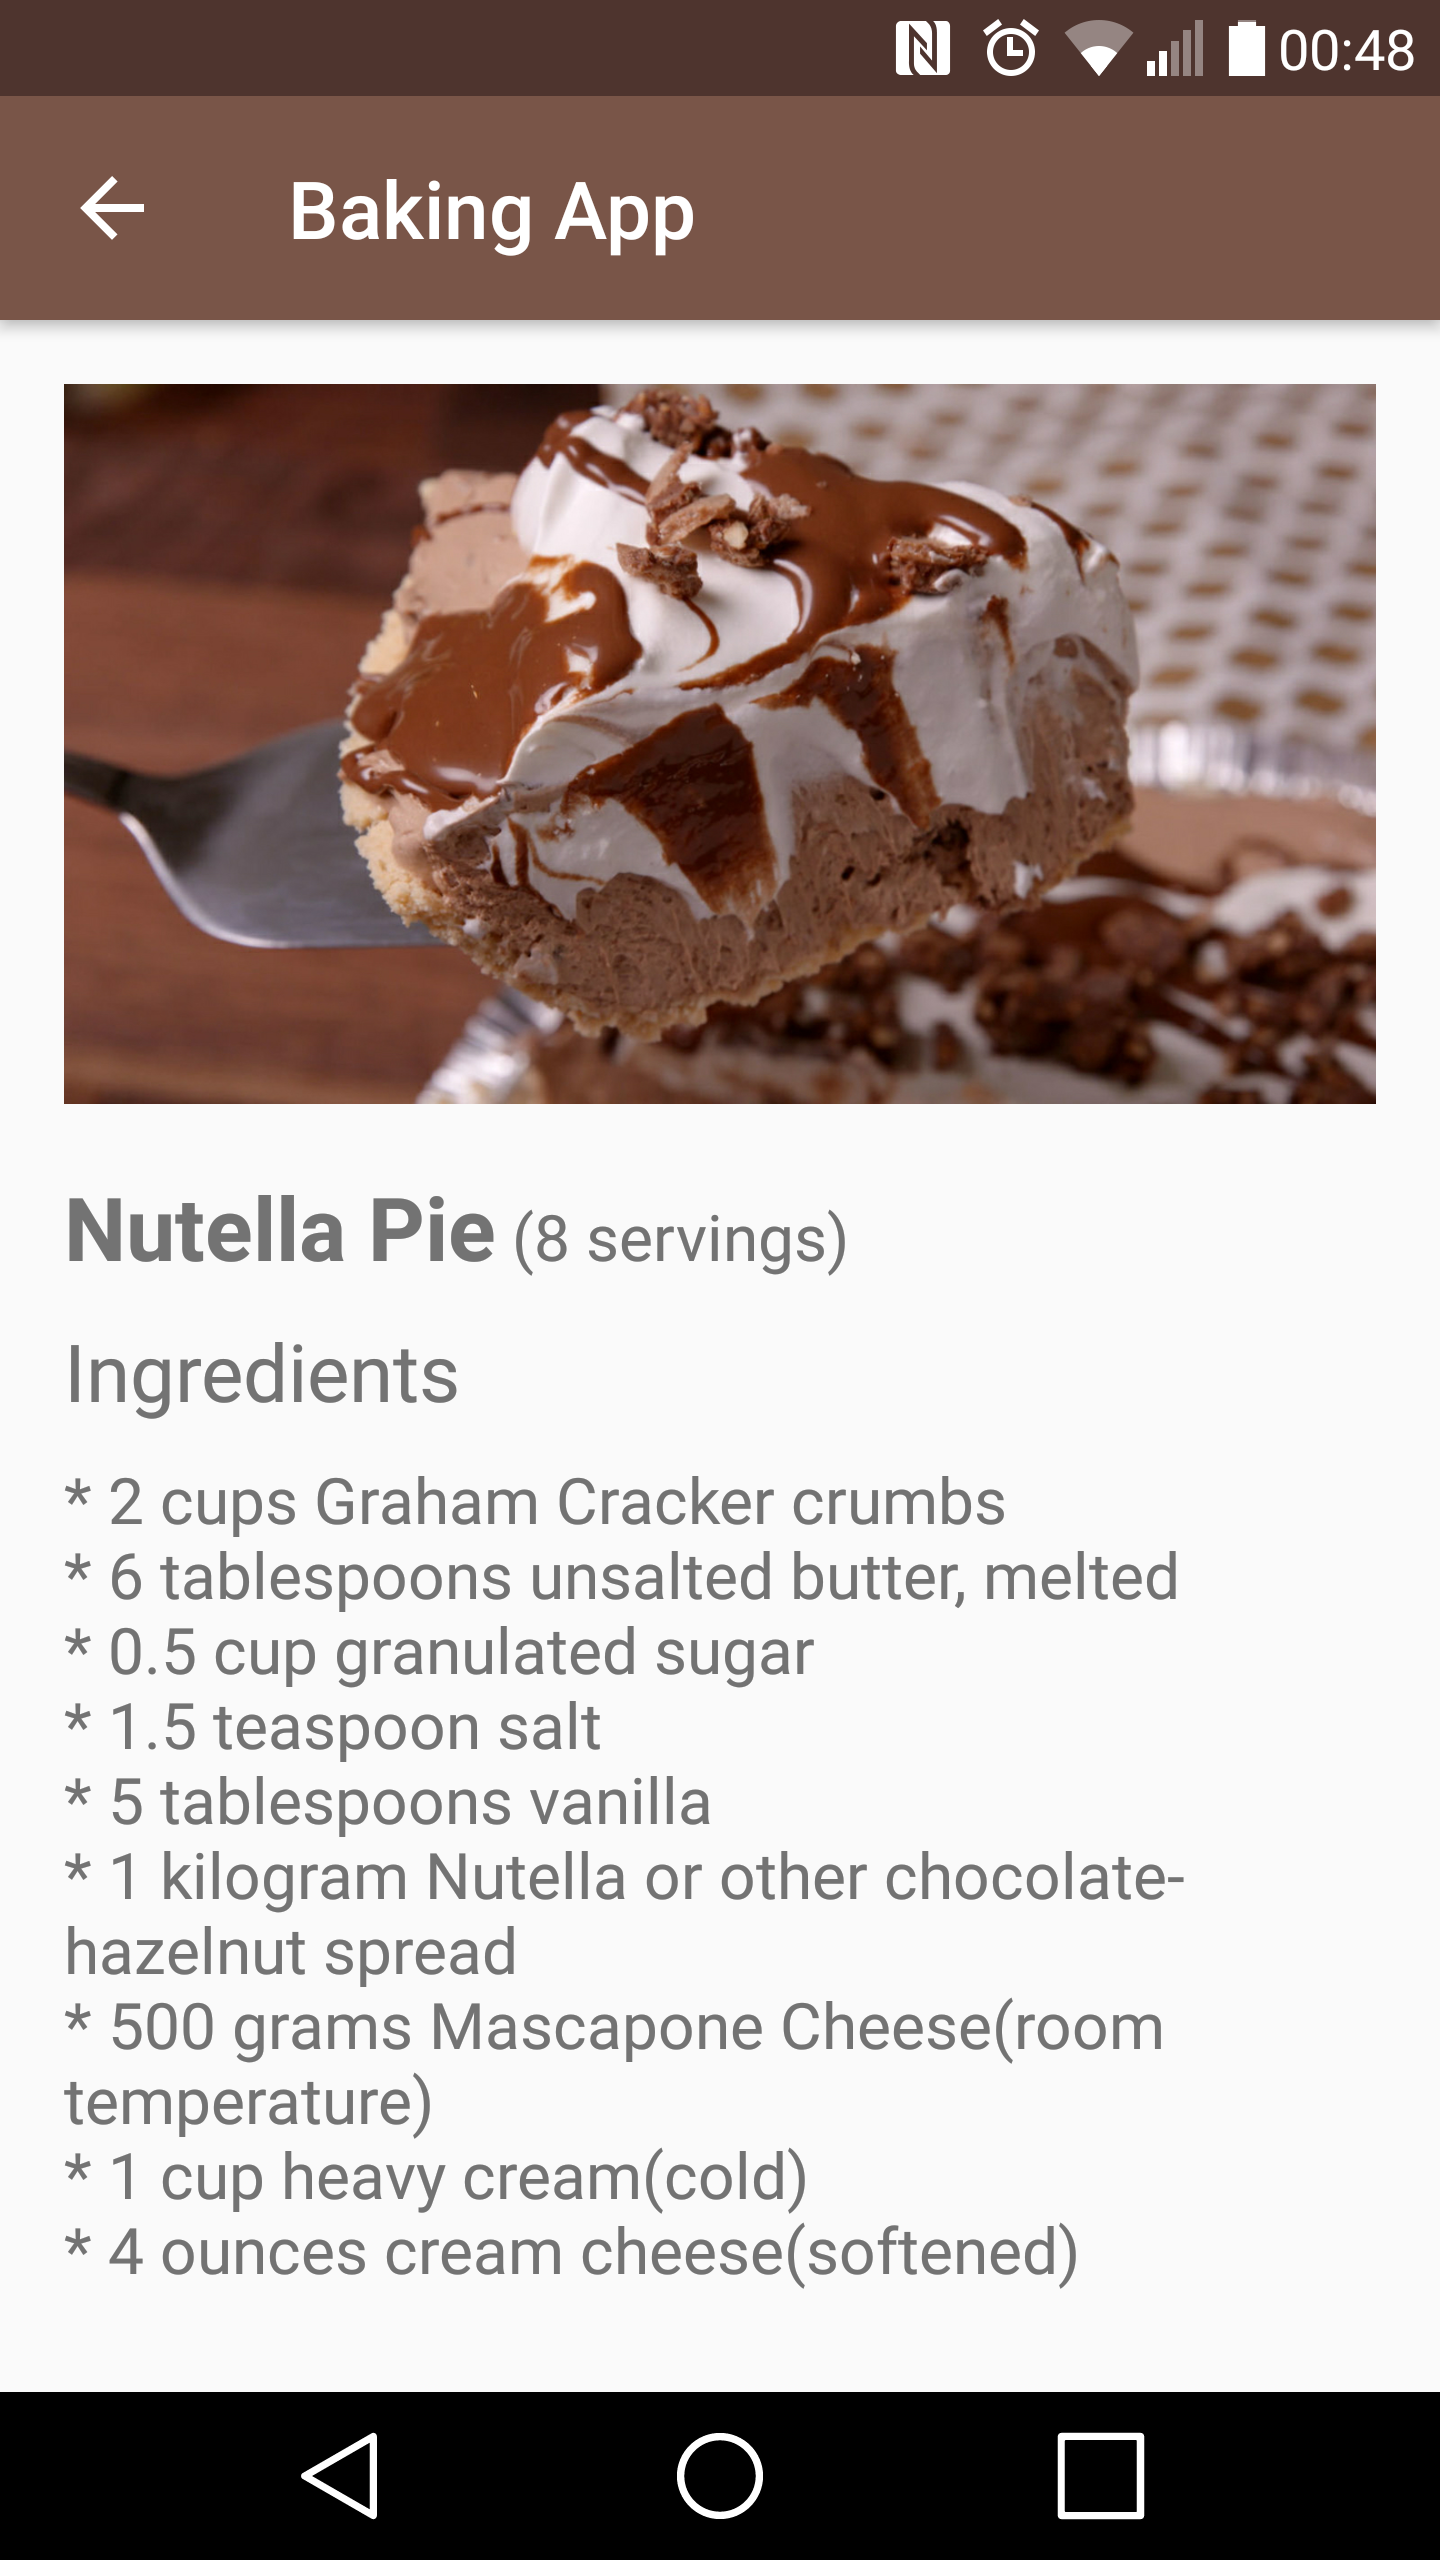 00:48
Baking App
Nutella Pie (8 servings)
Ingredients
* 2 cups Graham Cracker crumbs
* 6 tablespoons unsalted butter, melted
* 0.5 cup granulated sugar
* 1.5 teaspoon salt
* 5 tablespoons vanilla
* 1 kilogram Nutella or other chocolate-
hazelnut spread
* 500 grams Mascapone Cheese(room
temperature)
* 1 cup heavy cream(cold)
* 4 ounces cream cheese(softened)